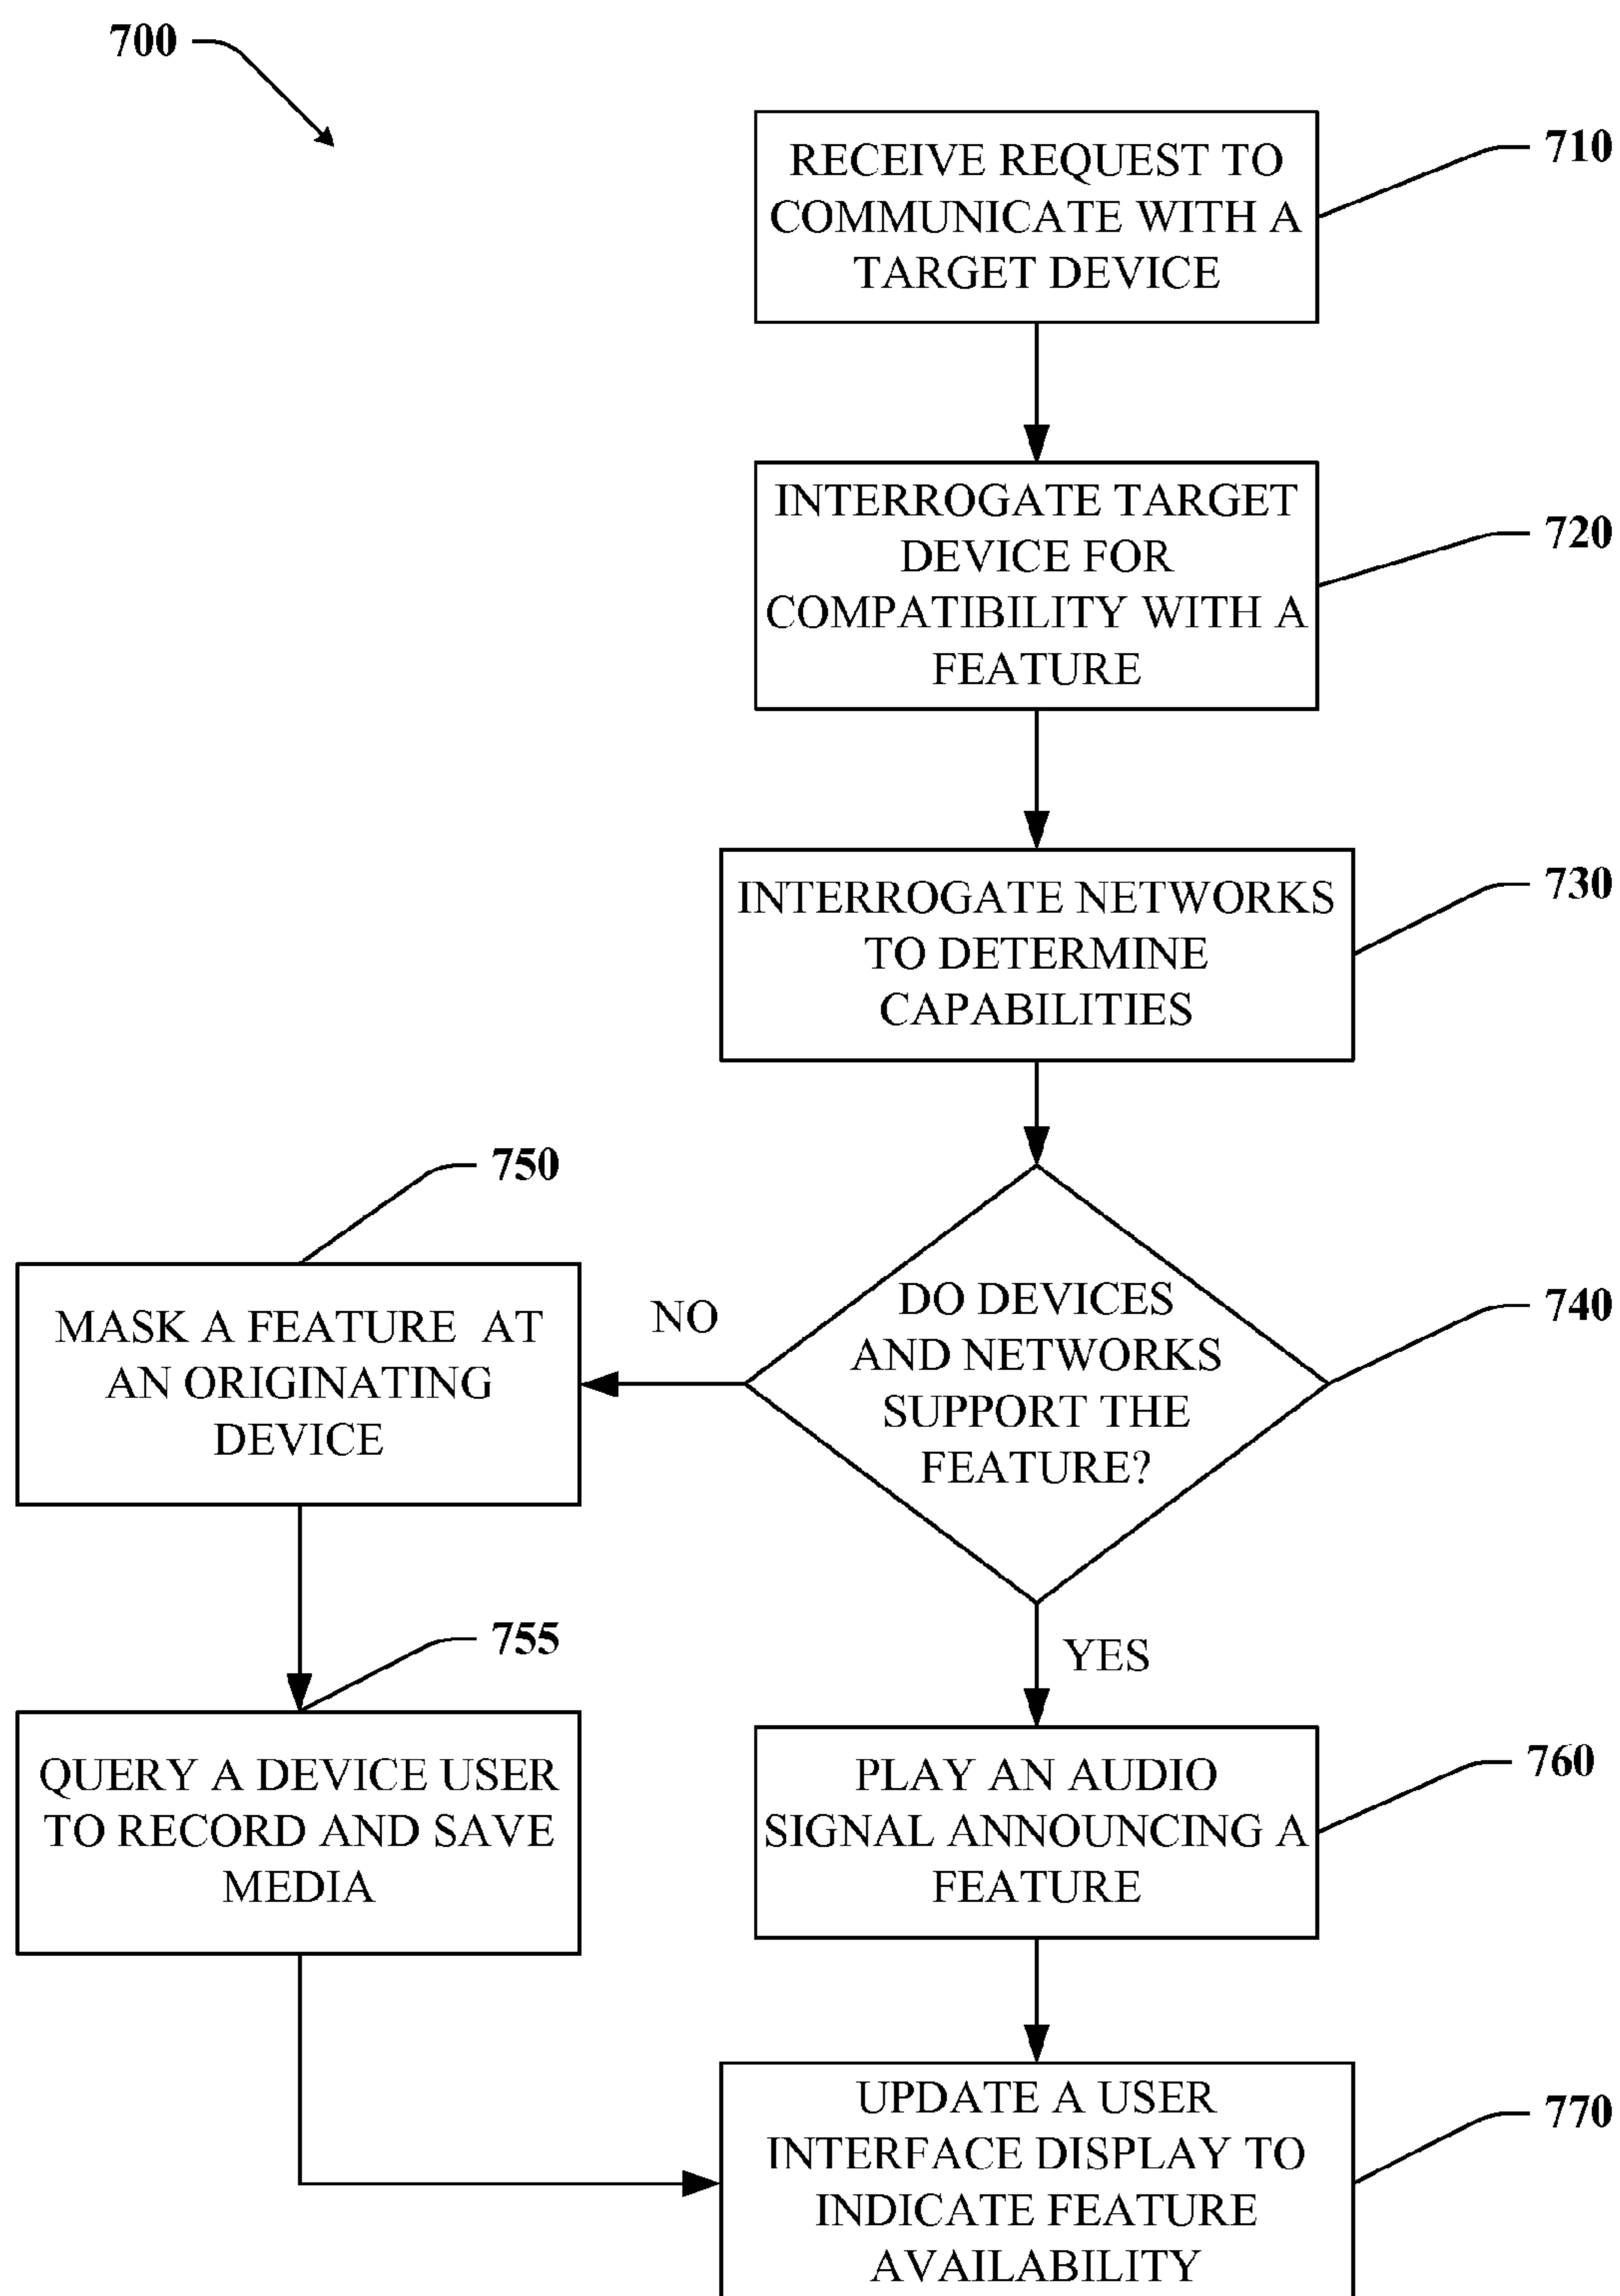 700
RECEIVE REQUEST TO
COMMUNICATE WITH A
TARGET DEVICE
710
INTERROGATE TARGET
DEVICE FOR
COMPATIBILITY WITH A
FEATURE
720
INTERROGATE NETWORKS
TO DETERMINE
CAPABILITIES
730
DO DEVICES
AND NETWORKS
SUPPORT THE
FEATURE?
740
NO
750
MASK A FEATURE AT
AN ORIGINATING
DEVICE
755
QUERY A DEVICE USER
TO RECORD AND SAVE
MEDIA
YES
PLAY AN AUDIO
SIGNAL ANNOUNCING A
FEATURE
760
UPDATE A USER
INTERFACE DISPLAY TO
INDICATE FEATURE
AVAILABILITY
770